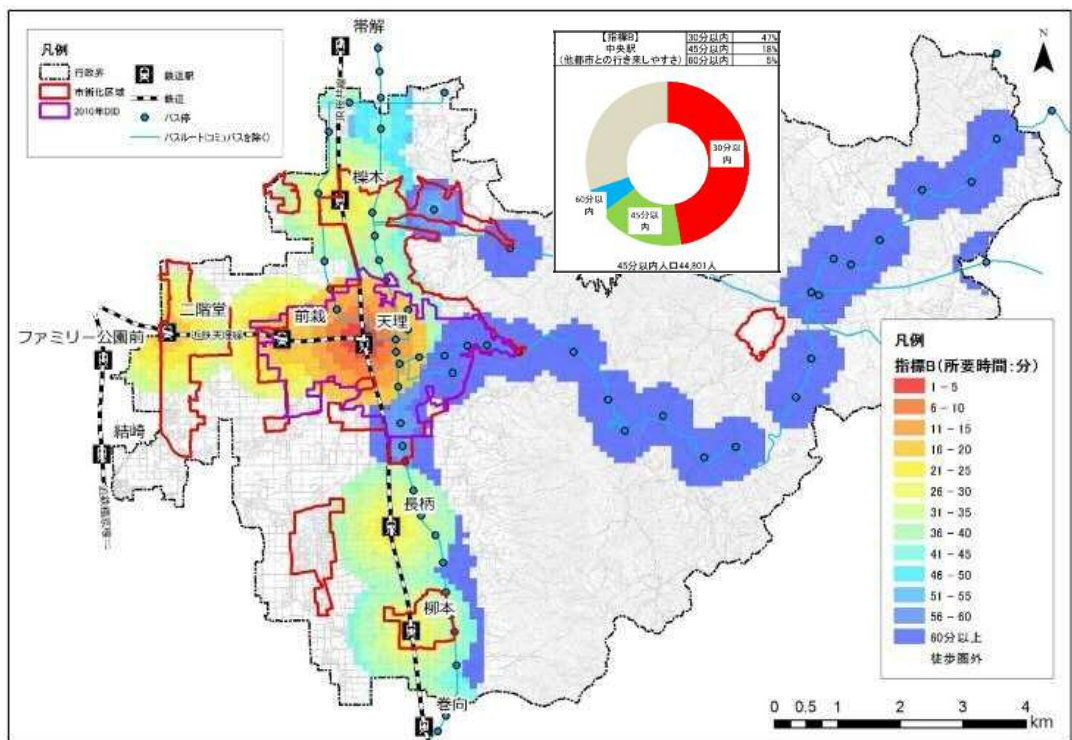 帯解
凡例
行政界
市街化区域
2010年DID
鉄道駅
鉄道
バス停
バスルート(コミュバスを除く)
【指標B】 30分以内 47%
中央駅 45分以内 18%
(他都市との行き来しやすさ) 60分以内 5%
30分以内
45分以内
60分以内
45分以内人口44,801人
N
櫟本
二階堂
前栽
天理
ファミリー公園前
近鉄天理線
結崎
長柄
柳本
巻向
凡例
指標B(所要時間:分)
1 - 5
6 - 10
11 - 15
16 - 20
21 - 25
26 - 30
31 - 35
36 - 40
41 - 45
46 - 50
51 - 55
56 - 60
60分以上
徒歩圏外
0 0.5 1 2 3 4
km